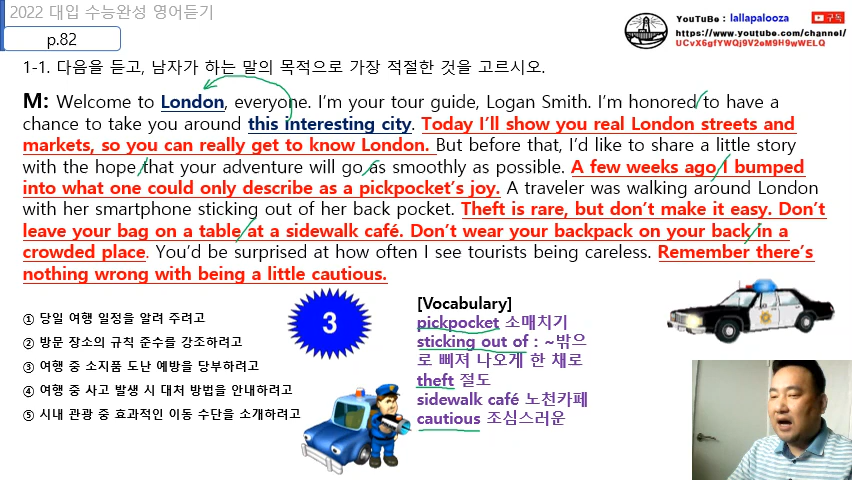 2022 대입 수능완성 영어듣기
p.82
YouTuBe : lallapalooza
구독
https://www.youtube.com/channel/
UCvX6gfYWQj9V2eM9H9wWELQ
1-1. 다음을 듣고, 남자가 하는 말의 목적으로 가장 적절한 것을 고르시오.
M: Welcome to London, everyone. I'm your tour guide, Logan Smith. I'm honored to have a
chance to take you around this interesting city. Today I'll show you real London streets and
markets, so you can really get to know London. But before that, I'd like to share a little story
with the hope that your adventure will go as smoothly as possible. A few weeks ago I bumped
into what one could only describe as a pickpocket's joy. A traveler was walking around London
with her smartphone sticking out of her back pocket. Theft is rare, but don't make it easy. Don't
leave your bag on a table at a sidewalk café. Don't wear your backpack on your back in a
crowded place. You'd be surprised at how often I see tourists being careless. Remember there's
nothing wrong with being a little cautious.
① 당일 여행 일정을 알려 주려고
② 방문 장소의 규칙 준수를 강조하려고
③ 여행 중 소지품 도난 예방을 당부하려고
④ 여행 중 사고 발생 시 대처 방법을 안내하려고
⑤ 시내 관광 중 효과적인 이동 수단을 소개하려고
3
[Vocabulary]
pickpocket 소매치기
sticking out of : ~밖으
로 삐져 나오게 한 채로
theft 절도
sidewalk café 노천카페
cautious 조심스러운